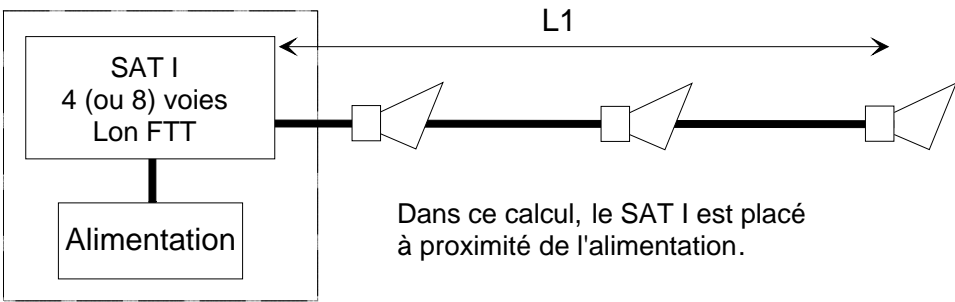 L1
SAT I
4 (ou 8) voies
Lon FTT
Alimentation
Dans ce calcul, le SAT I est placé
à proximité de l'alimentation.